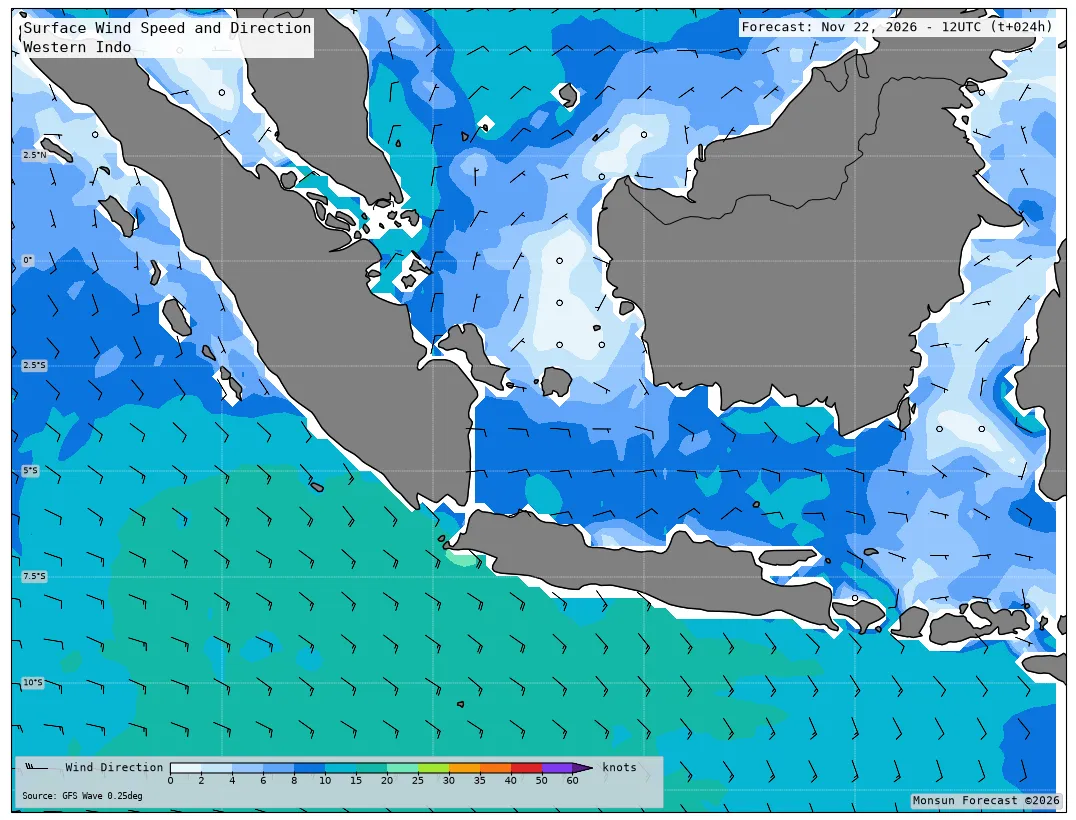 Surface Wind Speed and Direction
Western Indo
Forecast: Nov 22, 2026 - 12UTC (t+024h)
2.5°N
0°
2.5°S
5°S
7.5°S
10°S
Wind Direction
0 2 4 6 8 10 15 20 25 30 35 40 50 60
knots
Source: GFS Wave 0.25deg
Monsun Forecast ©2026